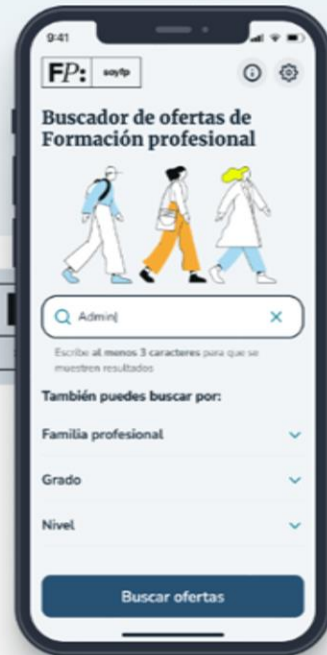 9:41
FP: soyfp
Buscador de ofertas de
Formación profesional
Admin
Escribe al menos 3 caracteres para que se
muestren resultados
También puedes buscar por:
Familia profesional
Grado
Nivel
Buscar ofertas